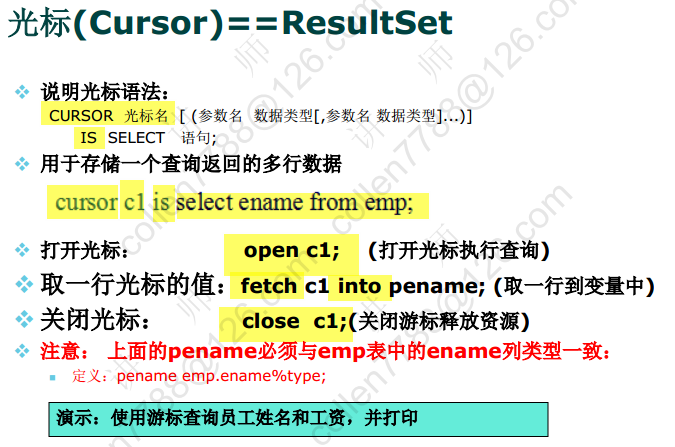 光标(Cursor)==ResultSet
说明光标语法:
CURSOR 光标名 [ (参数名 数据类型[,参数名 数据类型]...)]
IS SELECT 语句;
用于存储一个查询返回的多行数据
cursor c1 is select ename from emp;
打开光标: open c1; (打开光标执行查询)
取一行光标的值: fetch c1 into pename; (取一行到变量中)
关闭光标: close c1;(关闭游标释放资源)
注意: 上面的pename必须与emp表中的ename列类型一致:
定义: pename emp.ename%type;
演示: 使用游标查询员工姓名和工资,并打印
讲师
collen7788@126.com